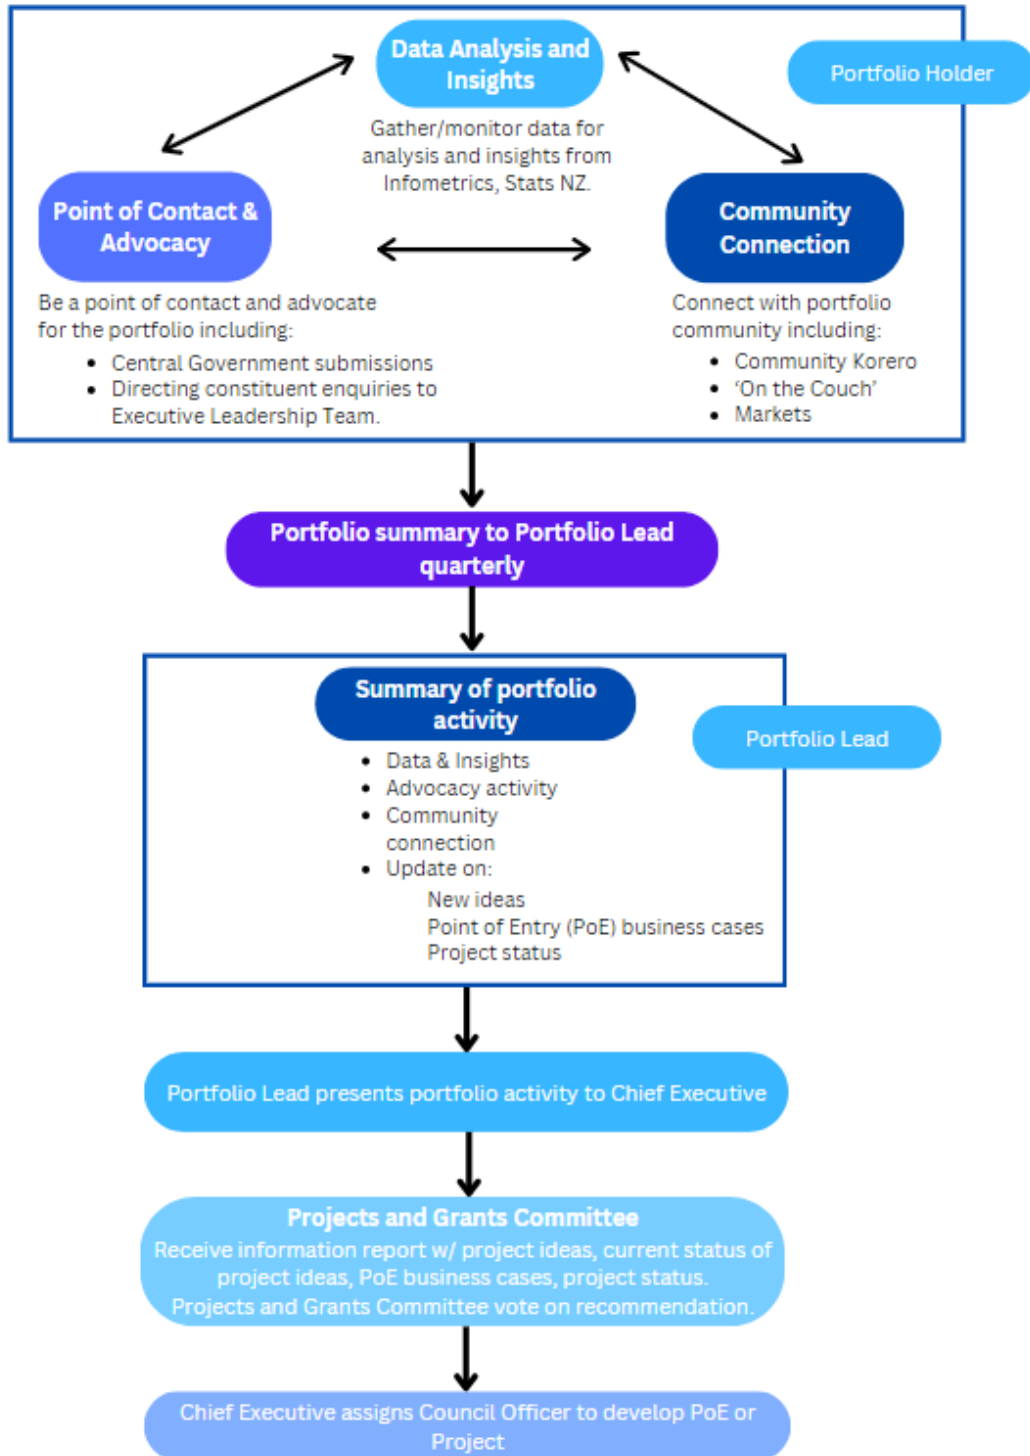 Data Analysis and
Insights
Portfolio Holder
Gather/monitor data for
analysis and insights from
Infometrics, Stats NZ.
Point of Contact &
Advocacy
Community
Connection
Be a point of contact and advocate
for the portfolio including:
• Central Government submissions
• Directing constituent enquiries to
Executive Leadership Team.
Connect with portfolio
community including:
• Community Korero
• ‘On the Couch’
• Markets
Portfolio summary to Portfolio Lead
quarterly
Summary of portfolio
activity
Portfolio Lead
• Data & Insights
• Advocacy activity
• Community
connection
• Update on:
New ideas
Point of Entry (PoE) business cases
Project status
Portfolio Lead presents portfolio activity to Chief Executive
Projects and Grants Committee
Receive information report w/ project ideas, current status of
project ideas, PoE business cases, project status.
Projects and Grants Committee vote on recommendation.
Chief Executive assigns Council Officer to develop PoE or
Project